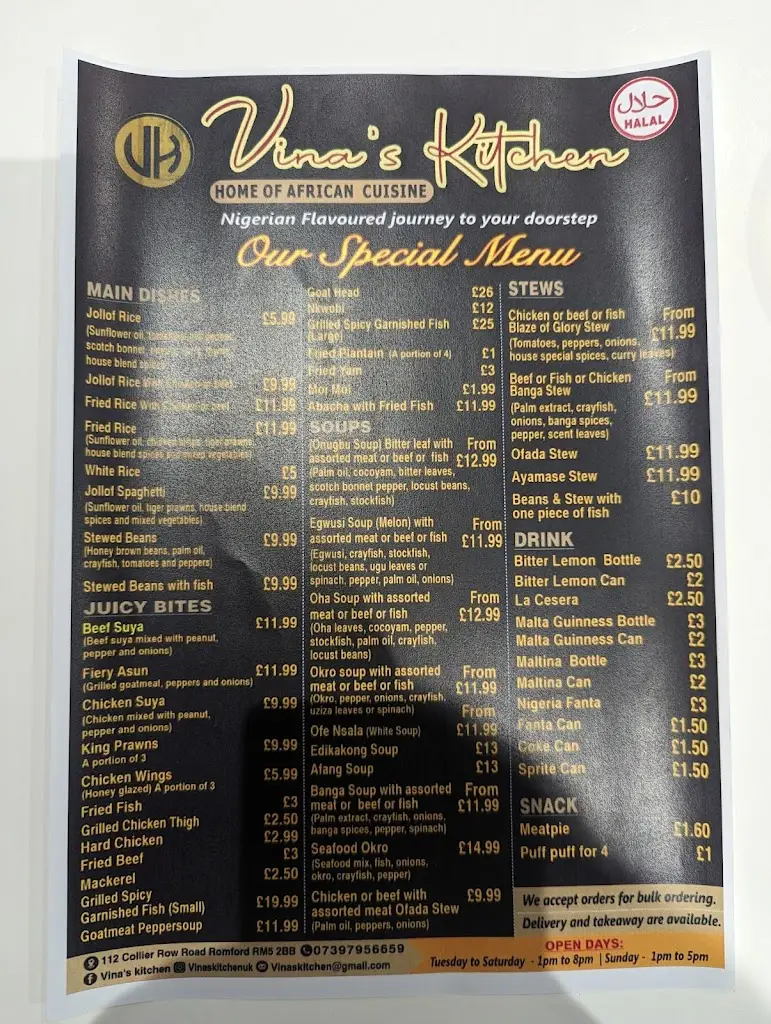 VK
Vina's Kitchen
حلال
HALAL
HOME OF AFRICAN CUISINE
Nigerian Flavoured journey to your doorstep
Our Special Menu
MAIN DISHES
Jollof Rice £5.99
(Sunflower oil,
scotch bonnet
house blend spices
Jollof Rice With Chicken or beef £9.99
Fried Rice With Chicken or beef £11.99
Fried Rice £11.99
(Sunflower oil, chicken strips, tiger prawns
house blend spices and mixed vegetables)
White Rice £5
Jollof Spaghetti £9.99
(Sunflower oil, tiger prawns, house blend
spices and mixed vegetables)
Stewed Beans £9.99
(Honey brown beans, palm oil,
crayfish, tomatoes and peppers)
Stewed Beans with fish £9.99
JUICY BITES
Beef Suya £11.99
(Beef suya mixed with peanut,
pepper and onions)
Fiery Asun £11.99
(Grilled goatmeat, peppers and onions)
Chicken Suya £9.99
(Chicken mixed with peanut,
pepper and onions)
King Prawns £9.99
A portion of 3
Chicken Wings £5.99
(Honey glazed) A portion of 3
Fried Fish £3
Grilled Chicken Thigh £2.50
Hard Chicken £2.99
Fried Beef £3
Mackerel £2.50
Grilled Spicy
Garnished Fish (Small) £19.99
Goatmeat Peppersoup £11.99
Goat Head £26
Nkwobi £12
Grilled Spicy Garnished Fish £25
(Large)
Fried Plantain (A portion of 4) £1
Fried Yam £3
Moi Moi £1.99
Abacha with Fried Fish £11.99
SOUPS
(Onugbu Soup) Bitter leaf with From
assorted meat or beef or fish £12.99
(Palm oil, cocoyam, bitter leaves,
scotch bonnet pepper, locust beans,
crayfish, stockfish)
Egwusi Soup (Melon) with From
assorted meat or beef or fish £11.99
(Egwusi, crayfish, stockfish,
locust beans, ugu leaves or
spinach, pepper, palm oil, onions)
Oha Soup with assorted From
meat or beef or fish £12.99
(Oha leaves, cocoyam, pepper,
stockfish, palm oil, crayfish,
locust beans)
Okro soup with assorted From
meat or beef or fish £11.99
(Okro, pepper, onions, crayfish,
uziza leaves or spinach) From
Ofe Nsala (White Soup) £11.99
Edikakong Soup £13
Afang Soup £13
Banga Soup with assorted From
meat or beef or fish £11.99
(Palm extract, crayfish, onions,
banga spices, pepper, spinach)
Seafood Okro £14.99
(Seafood mix, fish, onions,
okro, crayfish, pepper)
Chicken or beef with £9.99
assorted meat Ofada Stew
(Palm oil, peppers, onions)
STEWS
Chicken or beef or fish From
Blaze of Glory Stew £11.99
(Tomatoes, peppers, onions,
house special spices, curry leaves)
Beef or Fish or Chicken From
Banga Stew £11.99
(Palm extract, crayfish,
onions, banga spices,
pepper, scent leaves)
Ofada Stew £11.99
Ayamase Stew £11.99
Beans & Stew with £10
one piece of fish
DRINK
Bitter Lemon Bottle £2.50
Bitter Lemon Can £2
La Cesera £2.50
Malta Guinness Bottle £3
Malta Guinness Can £2
Maltina Bottle £3
Maltina Can £2
Nigeria Fanta £3
Fanta Can £1.50
Coke Can £1.50
Sprite Can £1.50
SNACK
Meatpie £1.60
Puff puff for 4 £1
We accept orders for bulk ordering.
Delivery and takeaway are available.
112 Collier Row Road Romford RM5 2BB 07397956659
Vina's kitchen Vinaskitchenuk Vinaskitchen@gmail.com
OPEN DAYS:
Tuesday to Saturday - 1pm to 8pm | Sunday - 1pm to 5pm